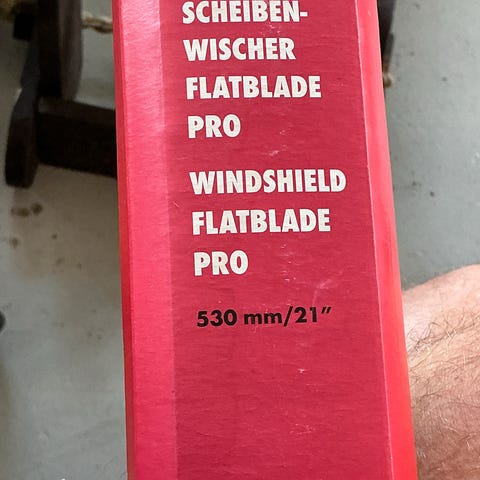 SCHEIBEN-
WISCHER
FLATBLADE
PRO
WINDSHIELD
FLATBLADE
PRO
530 mm/21”